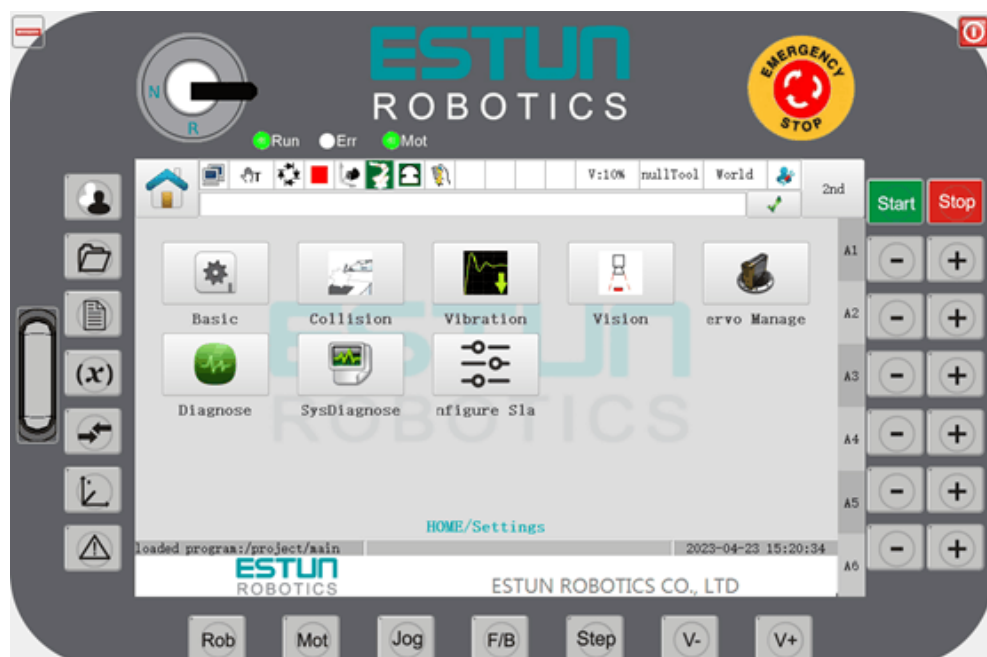 ESTUN
ROBOTICS
EMERGENCY
STOP
N
R
Run Err Mot
T V:10% nullTool World 2nd
Start Stop
A1
Basic Collision Vibration Vision ervo Manage
A2
(x)
Diagnose SysDiagnose nfigure Sla
A3
ESTUN
ROBOTICS
A4
A5
HOME/Settings
loaded program:/project/main 2023-04-23 15:20:34
A6
ESTUN
ROBOTICS
ESTUN ROBOTICS CO., LTD
Rob Mot Jog F/B Step V- V+